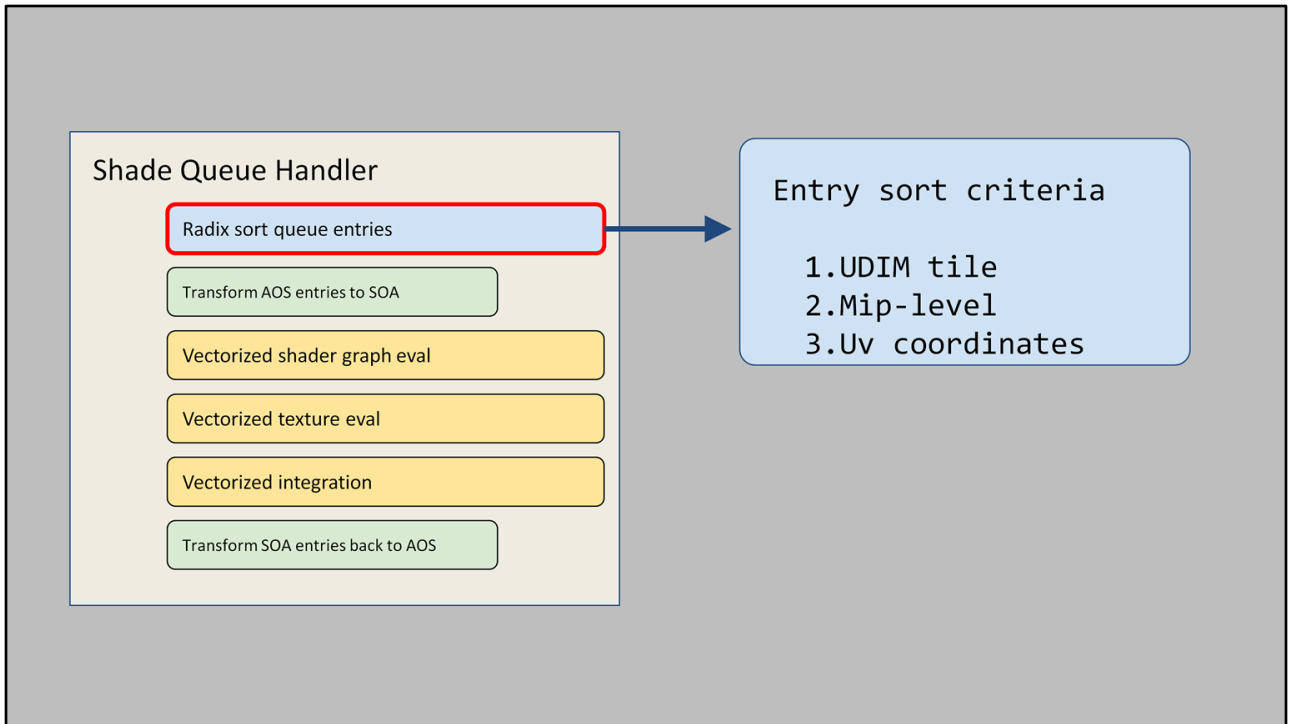 Shade Queue Handler
Radix sort queue entries
Transform AOS entries to SOA
Vectorized shader graph eval
Vectorized texture eval
Vectorized integration
Transform SOA entries back to AOS
Entry sort criteria
1.UDIM tile
2.Mip-level
3.Uv coordinates